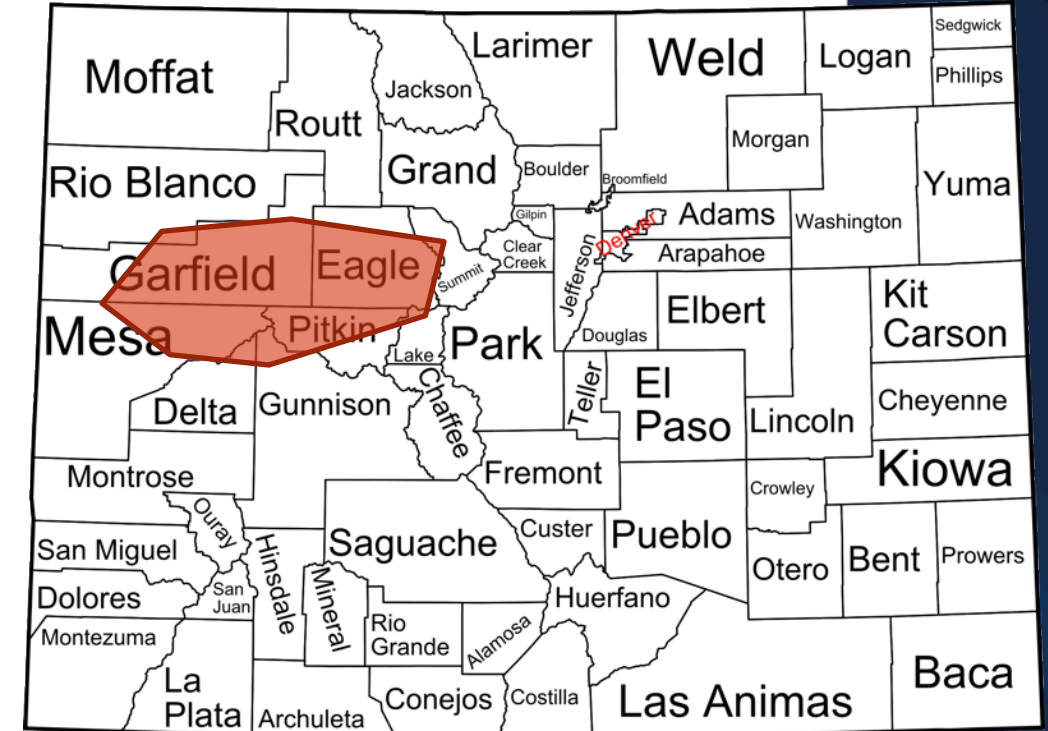 Sedgwick
Larimer
Moffat
Weld
Logan
Phillips
Jackson
Routt
Morgan
Grand
Boulder
Rio Blanco
Broomfield
Yuma
Gilpin
Denver
Adams
Washington
Clear
Creek
Arapahoe
Garfield
Eagle
Summit
Jefferson
Kit
Carson
Elbert
Mesa
Pitkin
Douglas
Lake
Park
Teller
El
Paso
Delta
Gunnison
Chaffee
Lincoln
Cheyenne
Montrose
Fremont
Kiowa
Crowley
Ouray
Custer
Pueblo
San Miguel
Hinsdale
Saguache
Otero
Bent
Prowers
Dolores
San
Juan
Mineral
Huerfano
Montezuma
Rio
Grande
Alamosa
Baca
La
Plata
Archuleta
Conejos
Costilla
Las Animas